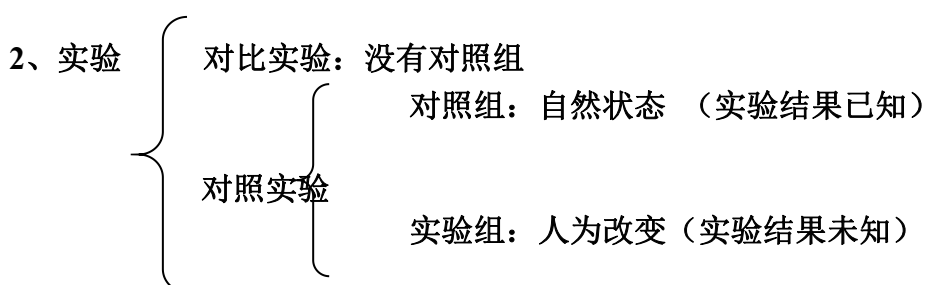 2、实验
对比实验：没有对照组
对照组：自然状态 （实验结果已知）
对照实验
实验组：人为改变（实验结果未知）